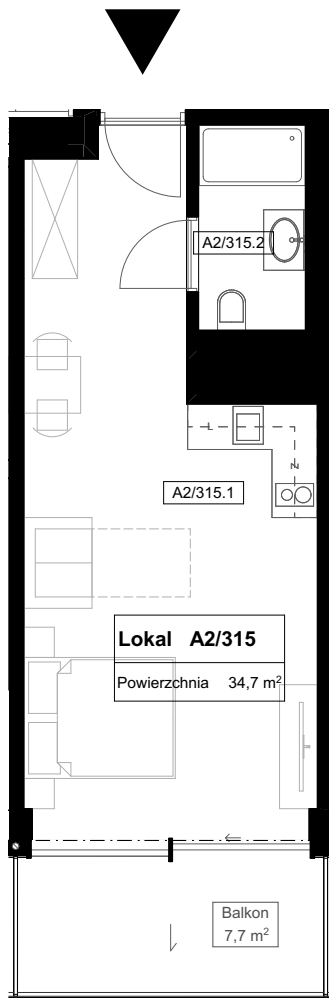 A2/315.2
L
N
A2/315.1
Lokal A2/315
Powierzchnia 34,7 m²
Balkon
7,7 m²